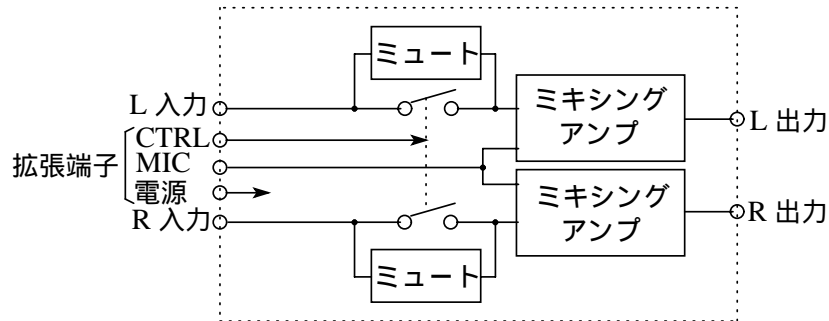 ミュート
L 入力
CTRL
拡張端子
MIC
電源
R 入力
ミキシング
アンプ
L 出力
ミキシング
アンプ
R 出力
ミュート